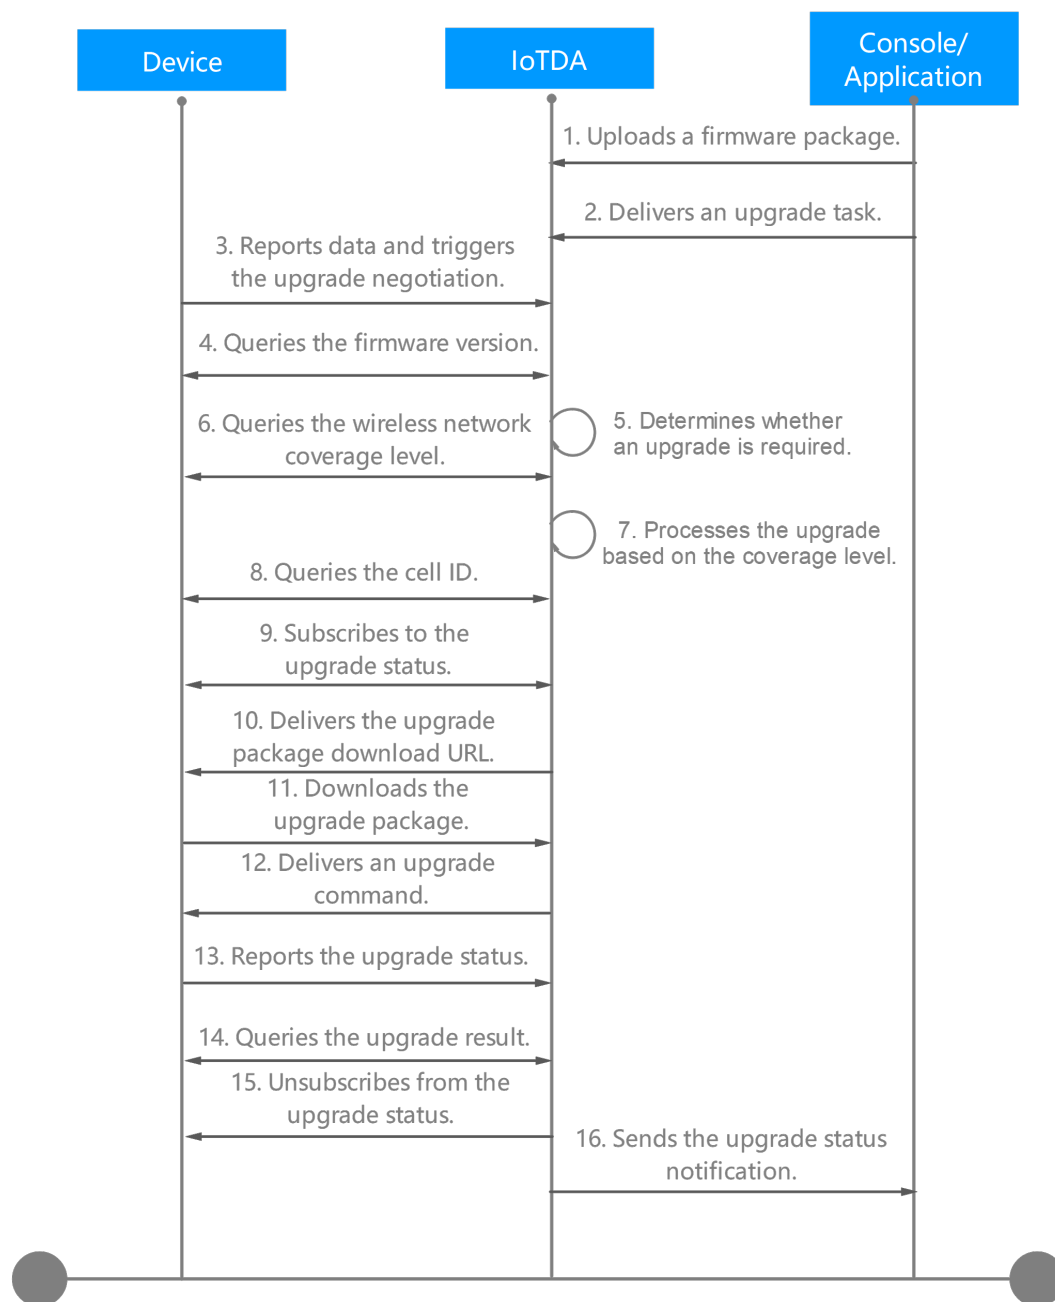 Device
IoTDA
Console/
Application
1. Uploads a firmware package.
2. Delivers an upgrade task.
3. Reports data and triggers
the upgrade negotiation.
4. Queries the firmware version.
5. Determines whether
an upgrade is required.
6. Queries the wireless network
coverage level.
7. Processes the upgrade
based on the coverage level.
8. Queries the cell ID.
9. Subscribes to the
upgrade status.
10. Delivers the upgrade
package download URL.
11. Downloads the
upgrade package.
12. Delivers an upgrade
command.
13. Reports the upgrade status.
14. Queries the upgrade result.
15. Unsubscribes from the
upgrade status.
16. Sends the upgrade status
notification.